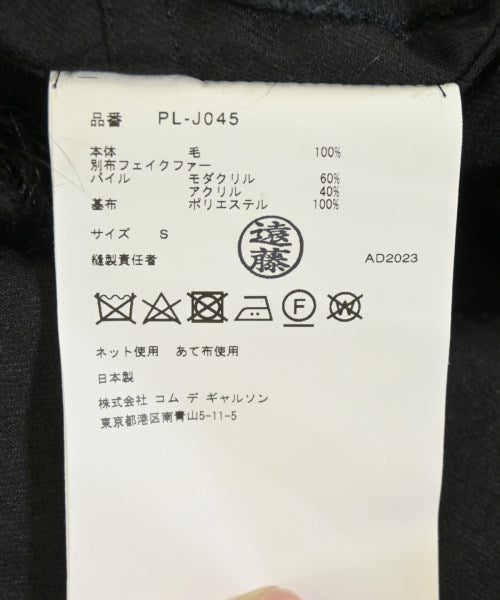 品番 PL-J045
本体 毛 100%
別布フェイクファー
パイル モダクリル 60%
アクリル 40%
基布 ポリエステル 100%
サイズ S
遠藤
縫製責任者 AD2023
F W
ネット使用 あて布使用
日本製
株式会社 コム デ ギャルソン
東京都港区南青山5-11-5